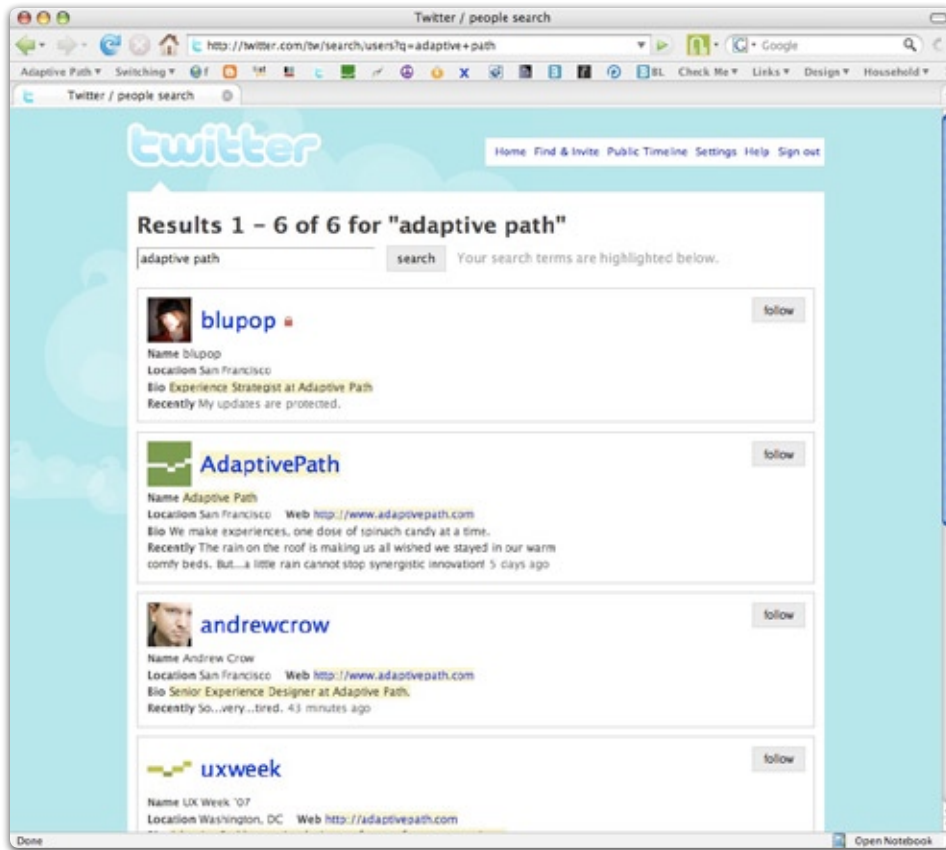 Twitter / people search
http://twitter.com/tw/search/users?q=adaptive+path
Google
Adaptive Path Switching BL Check Me Links Design Household
Twitter / people search
twitter
Home Find & Invite Public Timeline Settings Help Sign out
Results 1 – 6 of 6 for "adaptive path"
adaptive path search Your search terms are highlighted below.
blupop follow
Name blupop
Location San Francisco
Bio Experience Strategist at Adaptive Path
Recently My updates are protected.
AdaptivePath follow
Name Adaptive Path
Location San Francisco Web http://www.adaptivepath.com
Bio We make experiences, one dose of spinach candy at a time.
Recently The rain on the roof is making us all wished we stayed in our warm
comfy beds. But...a little rain cannot stop synergistic innovation! 5 days ago
andrewcrow follow
Name Andrew Crow
Location San Francisco Web http://www.adaptivepath.com
Bio Senior Experience Designer at Adaptive Path.
Recently So...very...tired. 43 minutes ago
uxweek follow
Name UX Week '07
Location Washington, DC Web http://adaptivepath.com
Done Open Notebook